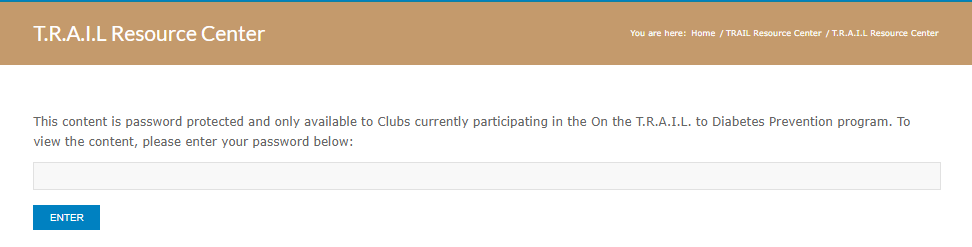 T.R.A.I.L Resource Center
You are here: Home / TRAIL Resource Center / T.R.A.I.L Resource Center
This content is password protected and only available to Clubs currently participating in the On the T.R.A.I.L. to Diabetes Prevention program. To
view the content, please enter your password below:
ENTER